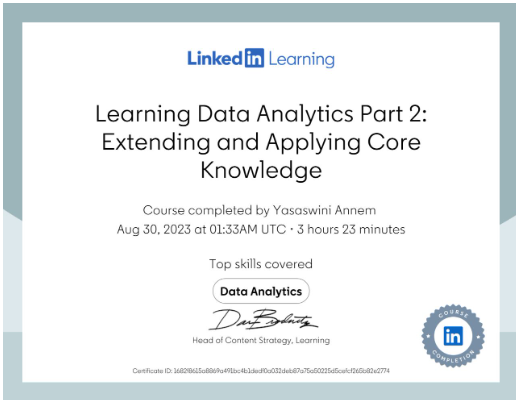 Linked in Learning
Learning Data Analytics Part 2:
Extending and Applying Core
Knowledge
Course completed by Yasaswini Annem
Aug 30, 2023 at 01:33AM UTC • 3 hours 23 minutes
Top skills covered
Data Analytics
Head of Content Strategy, Learning
COURSE
in
COMPLETION
Certificate ID: